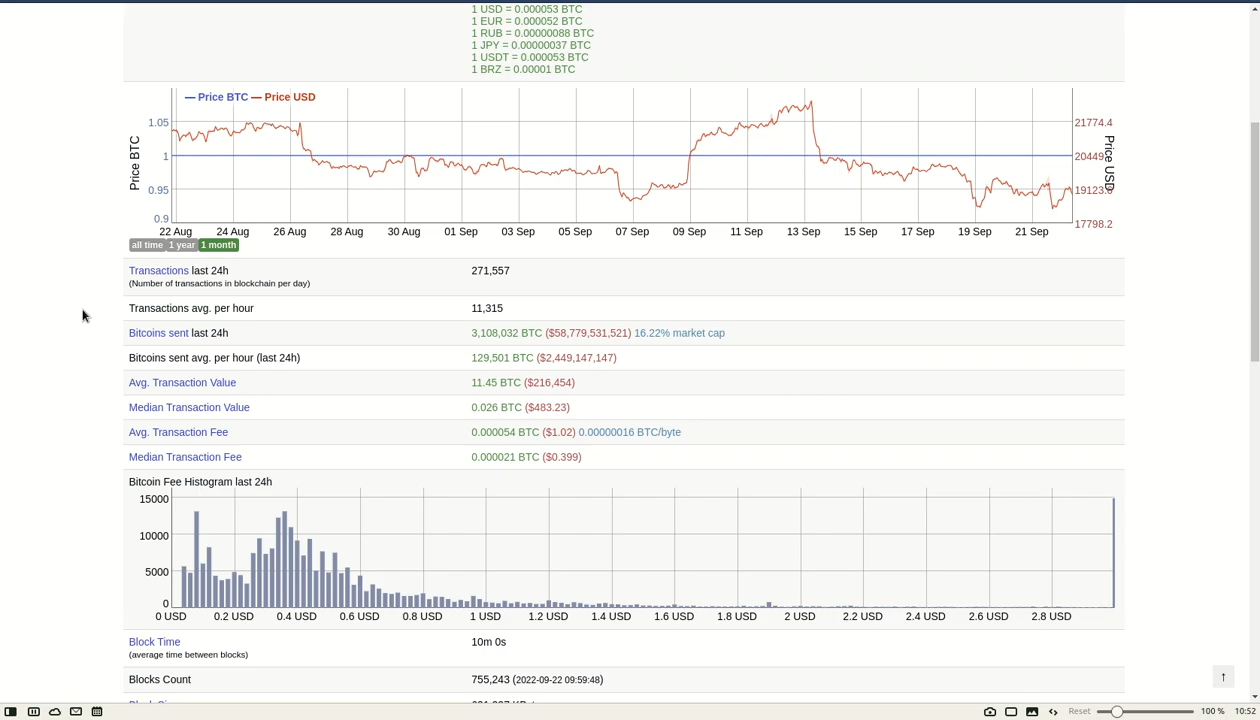 1 USD = 0.000053 BTC
1 EUR = 0.000052 BTC
1 RUB = 0.00000088 BTC
1 JPY = 0.00000037 BTC
1 USDT = 0.000053 BTC
1 BRZ = 0.00001 BTC
Price BTC Price USD
1.05
1
0.95
0.9
Price BTC
21774.4
20449
19123.6
17798.2
Price USD
22 Aug 24 Aug 26 Aug 28 Aug 30 Aug 01 Sep 03 Sep 05 Sep 07 Sep 09 Sep 11 Sep 13 Sep 15 Sep 17 Sep 19 Sep 21 Sep
all time 1 year 1 month
Transactions last 24h 271,557
(Number of transactions in blockchain per day)
Transactions avg. per hour 11,315
Bitcoins sent last 24h 3,108,032 BTC ($58,779,531,521) 16.22% market cap
Bitcoins sent avg. per hour (last 24h) 129,501 BTC ($2,449,147,147)
Avg. Transaction Value 11.45 BTC ($216,454)
Median Transaction Value 0.026 BTC ($483.23)
Avg. Transaction Fee 0.000054 BTC ($1.02) 0.00000016 BTC/byte
Median Transaction Fee 0.000021 BTC ($0.399)
Bitcoin Fee Histogram last 24h
15000
10000
5000
0
0 USD 0.2 USD 0.4 USD 0.6 USD 0.8 USD 1 USD 1.2 USD 1.4 USD 1.6 USD 1.8 USD 2 USD 2.2 USD 2.4 USD 2.6 USD 2.8 USD
Block Time 10m 0s
(average time between blocks)
Blocks Count 755,243 (2022-09-22 09:59:48)
Reset 100 % 10:52